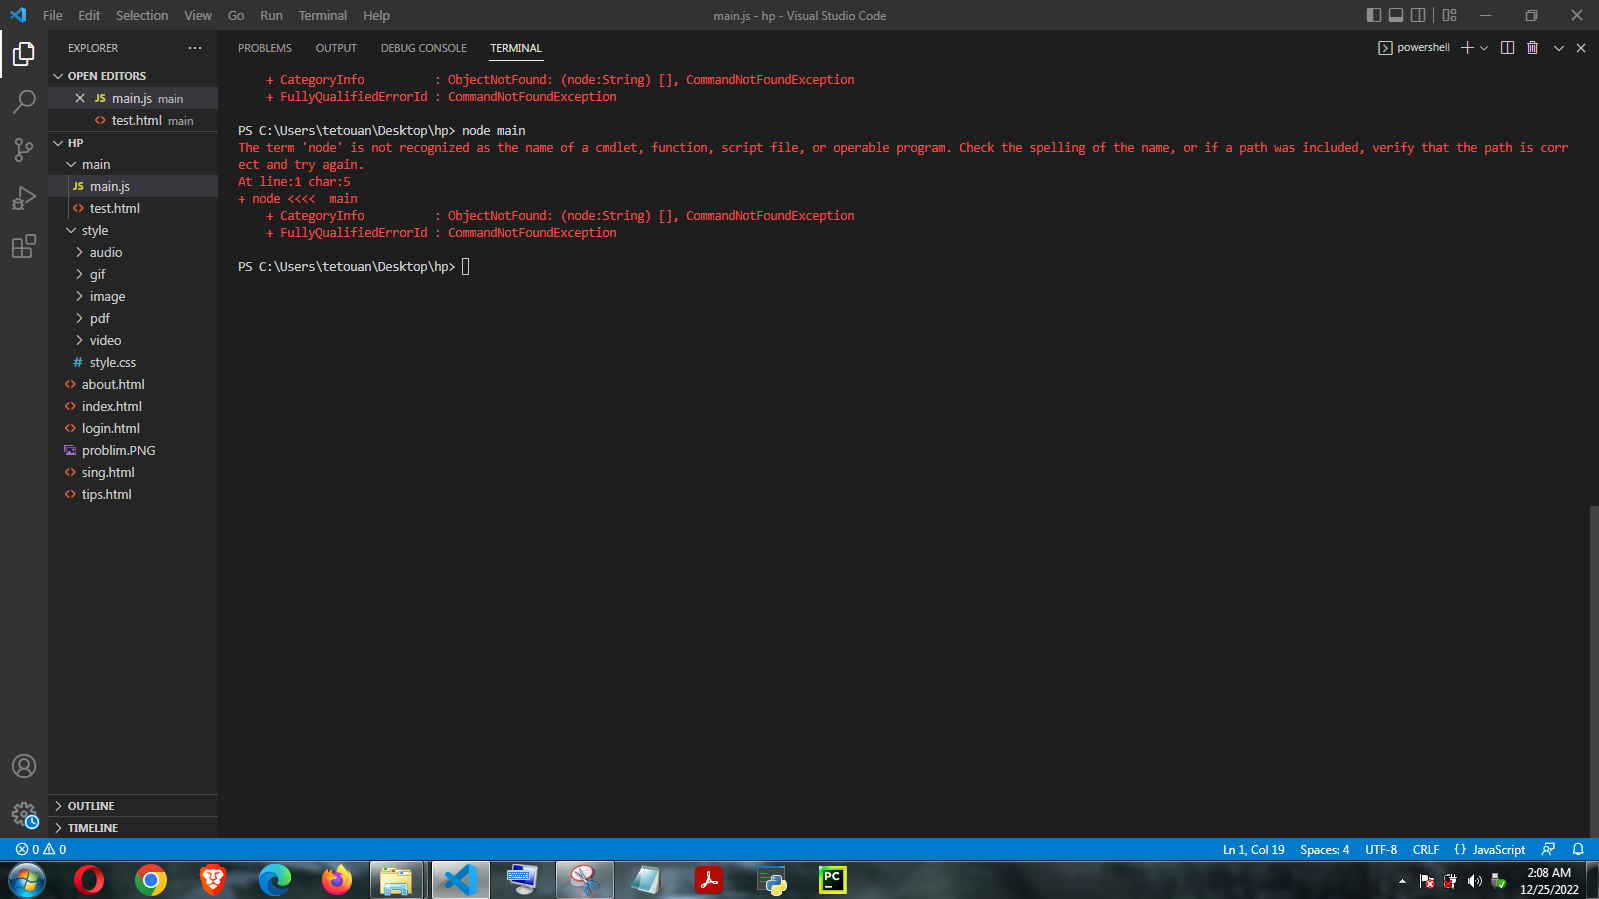 File Edit Selection View Go Run Terminal Help
main.js - hp - Visual Studio Code
EXPLORER
OPEN EDITORS
JS main.js main
<> test.html main
HP
main
JS main.js
<> test.html
style
audio
gif
image
pdf
video
# style.css
<> about.html
<> index.html
<> login.html
problim.PNG
<> sing.html
<> tips.html
OUTLINE
TIMELINE
PROBLEMS OUTPUT DEBUG CONSOLE TERMINAL
powershell
+ CategoryInfo : ObjectNotFound: (node:String) [], CommandNotFoundException
+ FullyQualifiedErrorId : CommandNotFoundException
PS C:\Users\tetouan\Desktop\hp> node main
The term 'node' is not recognized as the name of a cmdlet, function, script file, or operable program. Check the spelling of the name, or if a path was included, verify that the path is corr
ect and try again.
At line:1 char:5
+ node <<<< main
+ CategoryInfo : ObjectNotFound: (node:String) [], CommandNotFoundException
+ FullyQualifiedErrorId : CommandNotFoundException
PS C:\Users\tetouan\Desktop\hp>
0 0
Ln 1, Col 19 Spaces: 4 UTF-8 CRLF {} JavaScript
PC
2:08 AM
12/25/2022